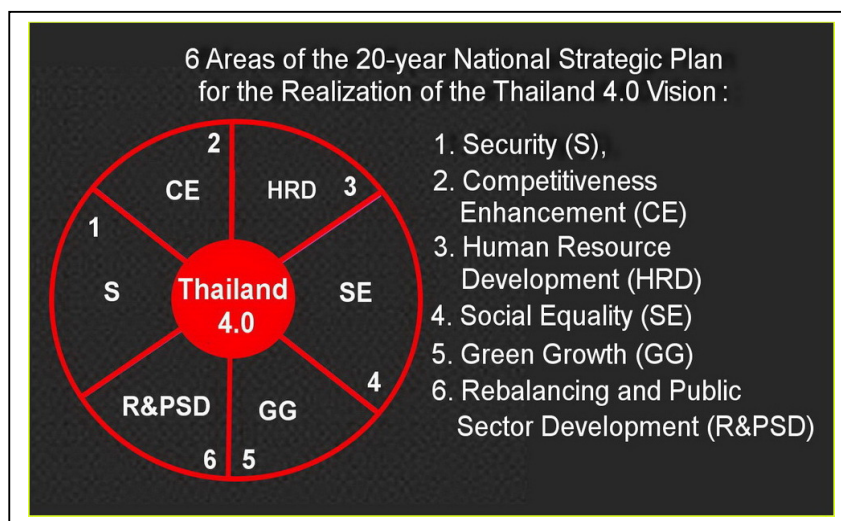 6 Areas of the 20-year National Strategic Plan
for the Realization of the Thailand 4.0 Vision :
2
CE
HRD
3
1
S
Thailand
4.0
SE
4
R&PSD
GG
6
5
1. Security (S),
2. Competitiveness
Enhancement (CE)
3. Human Resource
Development (HRD)
4. Social Equality (SE)
5. Green Growth (GG)
6. Rebalancing and Public
Sector Development (R&PSD)